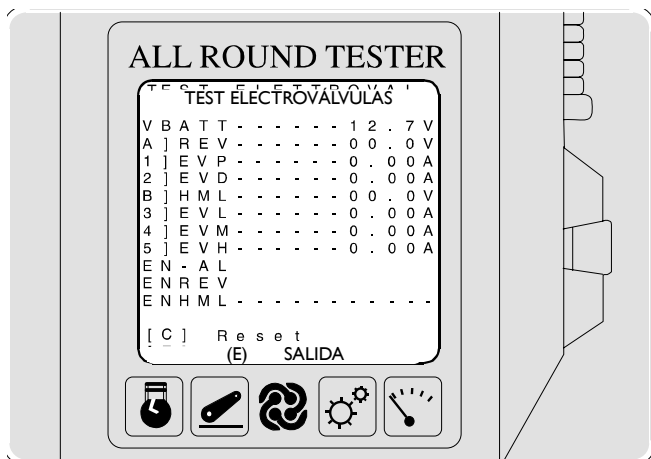 ALL ROUND TESTER
TEST ELECTROVÁLVULAS
VBATT------12.7V
A]REV------00.0V
1]EVP------0.00A
2]EVD------0.00A
B]HML------00.0V
3]EVL------0.00A
4]EVM------0.00A
5]EVH------0.00A
EN-AL
ENREV
ENHML-----------
[C] Reset
(E) SALIDA